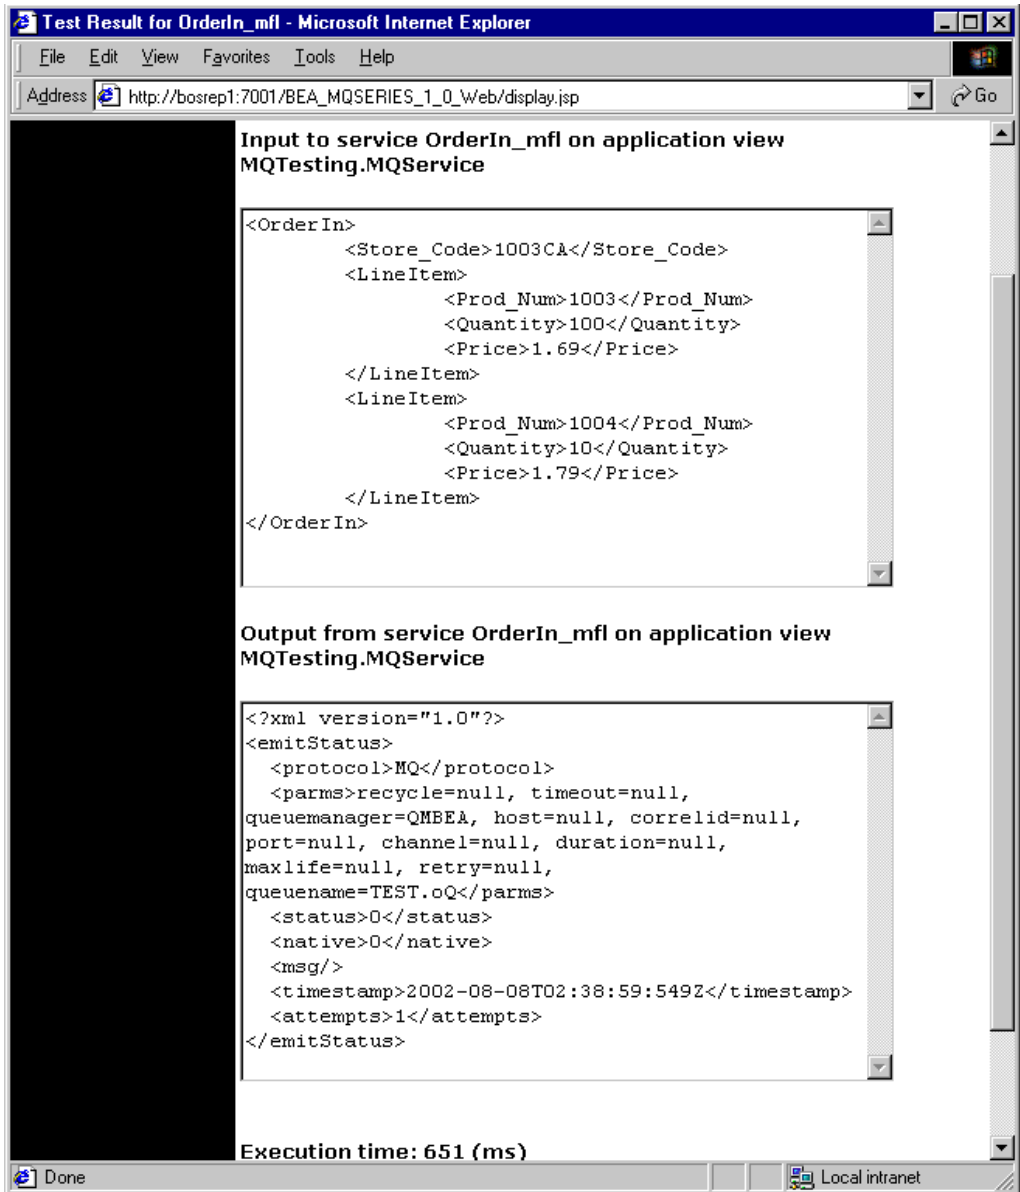 Test Result for OrderIn_mfl - Microsoft Internet Explorer
File Edit View Favorites Tools Help
Address http://bosrep1:7001/BEA_MQSERIES_1_0_Web/display.jsp Go
Input to service OrderIn_mfl on application view
MQTesting.MQService
<OrderIn>
<Store_Code>1003CA</Store_Code>
<LineItem>
<Prod_Num>1003</Prod_Num>
<Quantity>100</Quantity>
<Price>1.69</Price>
</LineItem>
<LineItem>
<Prod_Num>1004</Prod_Num>
<Quantity>10</Quantity>
<Price>1.79</Price>
</LineItem>
</OrderIn>
Output from service OrderIn_mfl on application view
MQTesting.MQService
<?xml version="1.0"?>
<emitStatus>
<protocol>MQ</protocol>
<parms>recycle=null, timeout=null,
queuemanager=QMBEA, host=null, correlid=null,
port=null, channel=null, duration=null,
maxlife=null, retry=null,
queuename=TEST.oQ</parms>
<status>0</status>
<native>0</native>
<msg/>
<timestamp>2002-08-08T02:38:59:549Z</timestamp>
<attempts>1</attempts>
</emitStatus>
Execution time: 651 (ms)
Done Local intranet